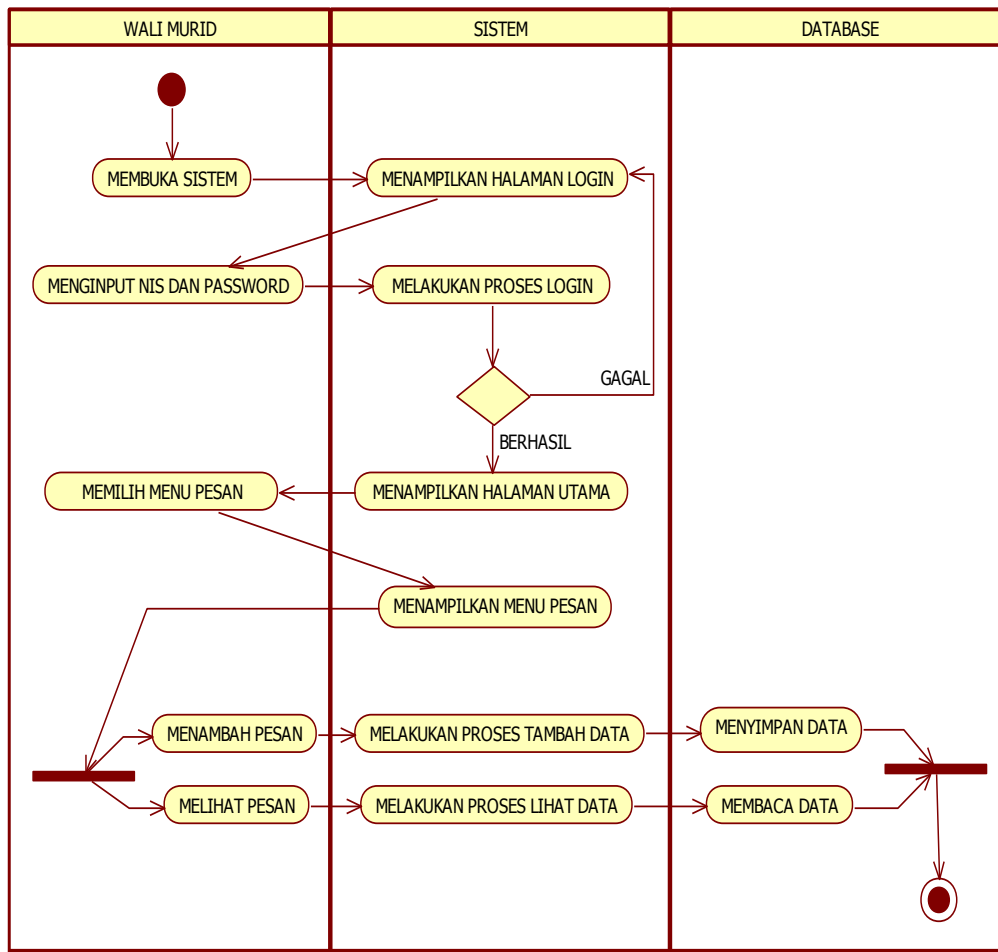 WALI MURID
SISTEM
DATABASE
MEMBUKA SISTEM
MENAMPILKAN HALAMAN LOGIN
MENGINPUT NIS DAN PASSWORD
MELAKUKAN PROSES LOGIN
GAGAL
BERHASIL
MEMILIH MENU PESAN
MENAMPILKAN HALAMAN UTAMA
MENAMPILKAN MENU PESAN
MENAMBAH PESAN
MELAKUKAN PROSES TAMBAH DATA
MENYIMPAN DATA
MELIHAT PESAN
MELAKUKAN PROSES LIHAT DATA
MEMBACA DATA